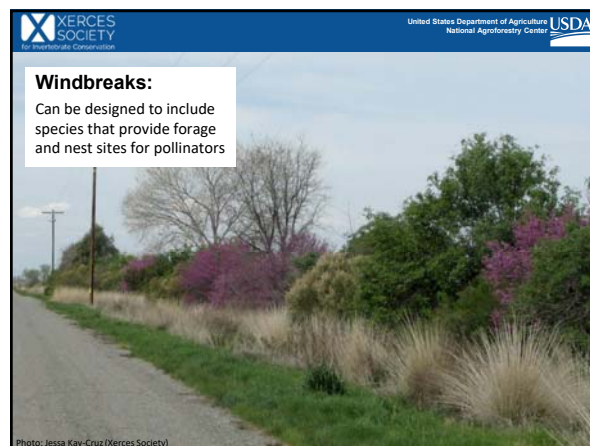 XERCES
SOCIETY
for Invertebrate Conservation
United States Department of Agriculture
National Agroforestry Center
USDA
Windbreaks:
Can be designed to include
species that provide forage
and nest sites for pollinators
Photo: Jessa Kay-Cruz (Xerces Society)